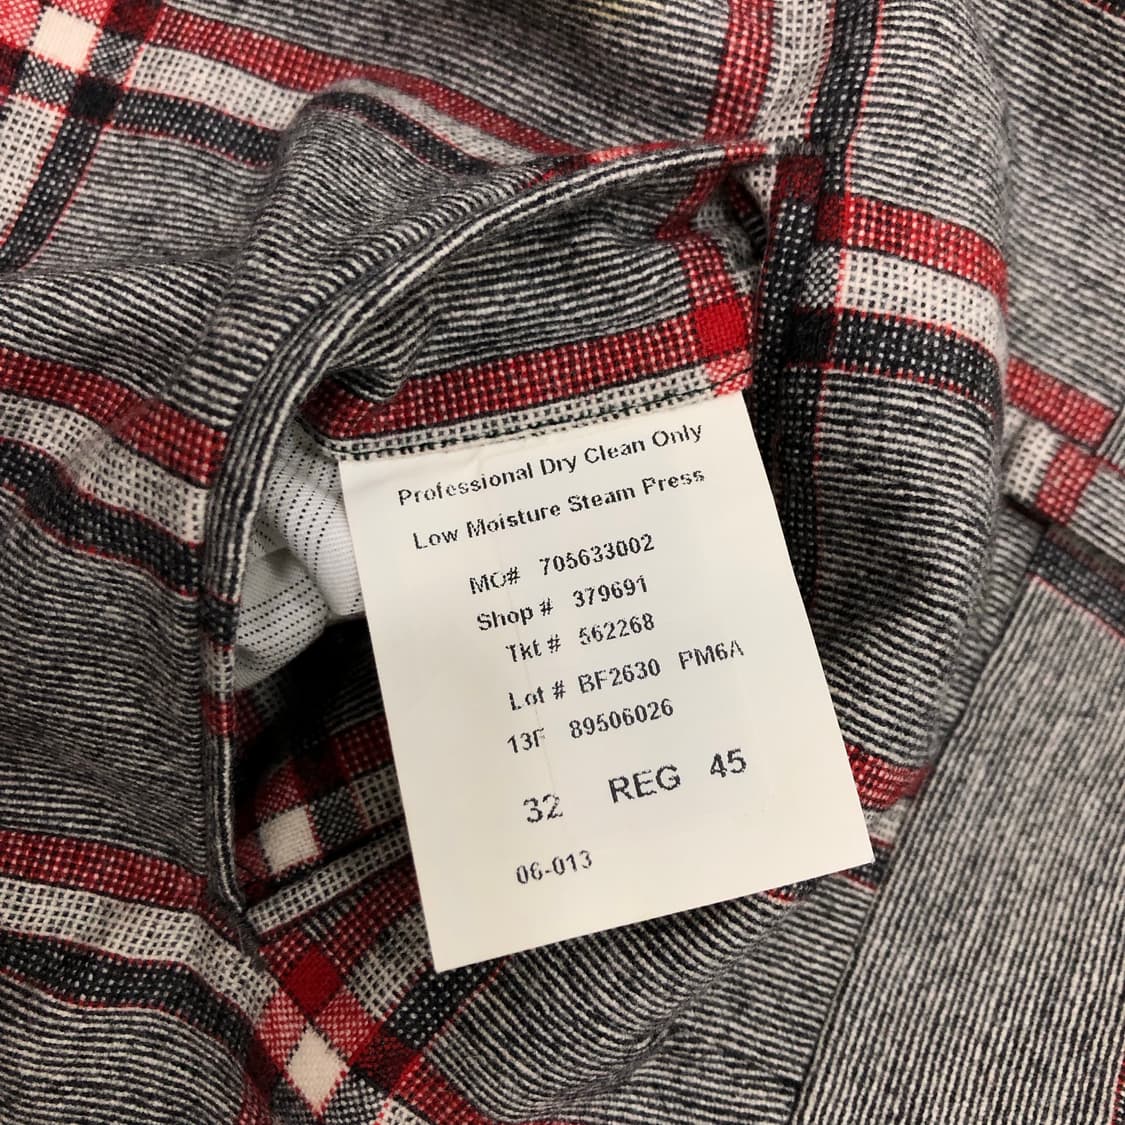 Professional Dry Clean Only
Low Moisture Steam Press
MO# 705633002
Shop # 379691
Tkt # 562268
Lot # BF2630 PM6A
13F 89506026
32 REG 45
06-013